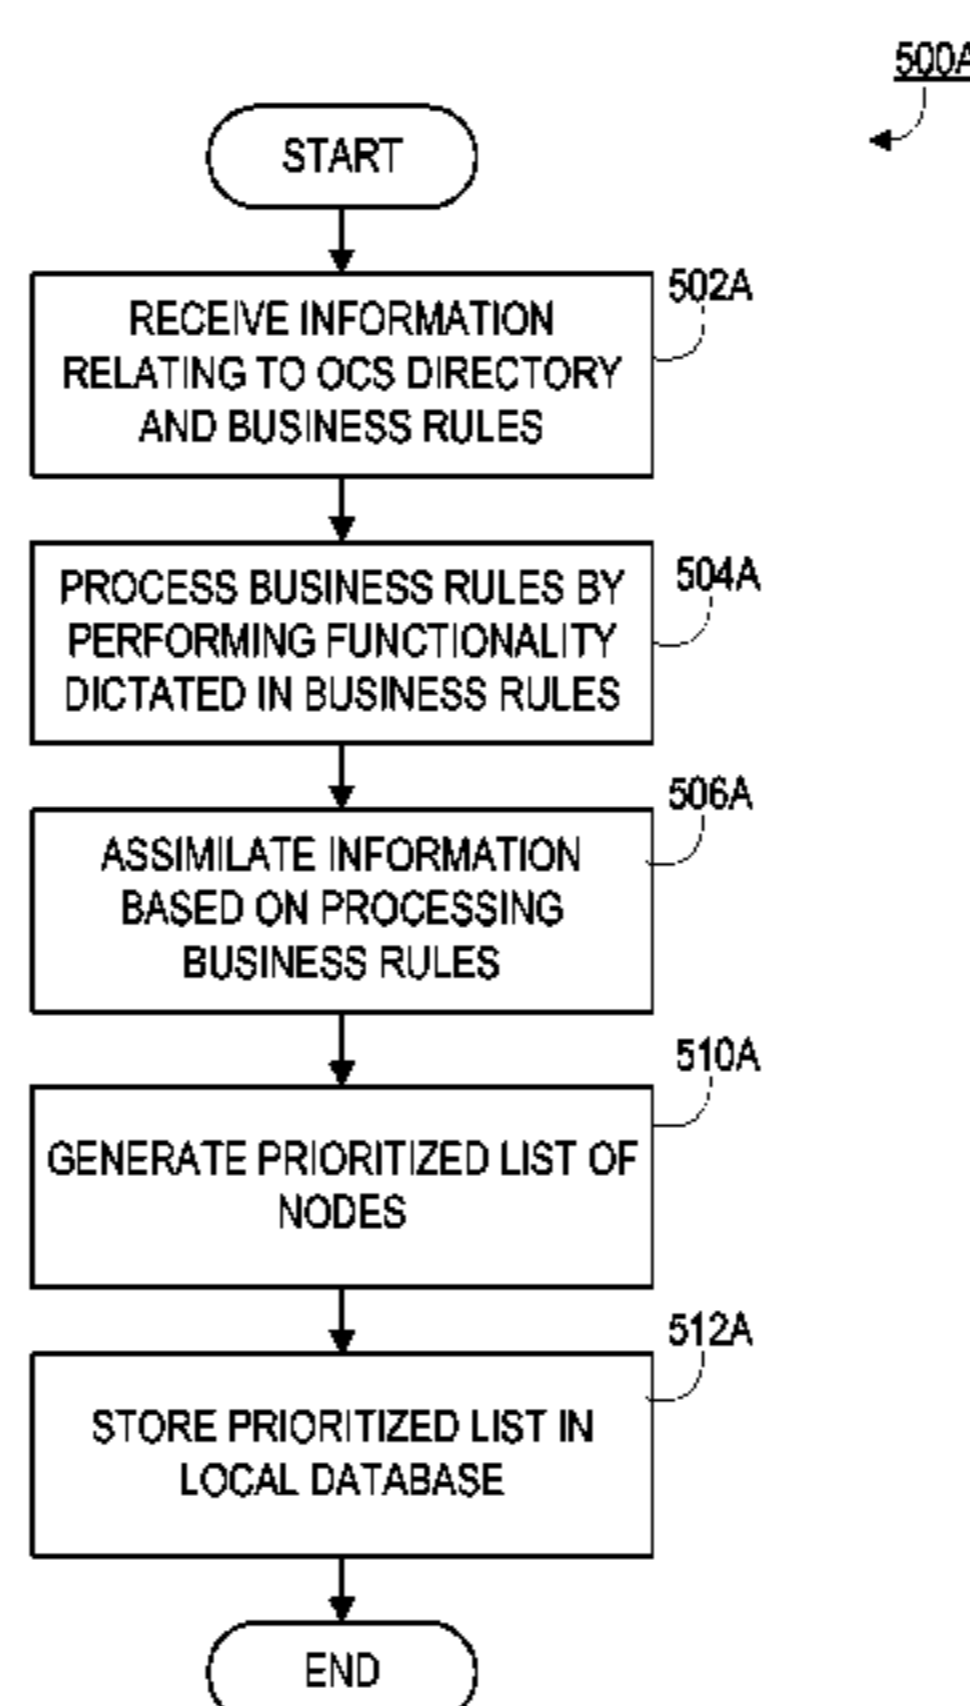 500A
START
502A
RECEIVE INFORMATION
RELATING TO OCS DIRECTORY
AND BUSINESS RULES
504A
PROCESS BUSINESS RULES BY
PERFORMING FUNCTIONALITY
DICTATED IN BUSINESS RULES
506A
ASSIMILATE INFORMATION
BASED ON PROCESSING
BUSINESS RULES
510A
GENERATE PRIORITIZED LIST OF
NODES
512A
STORE PRIORITIZED LIST IN
LOCAL DATABASE
END